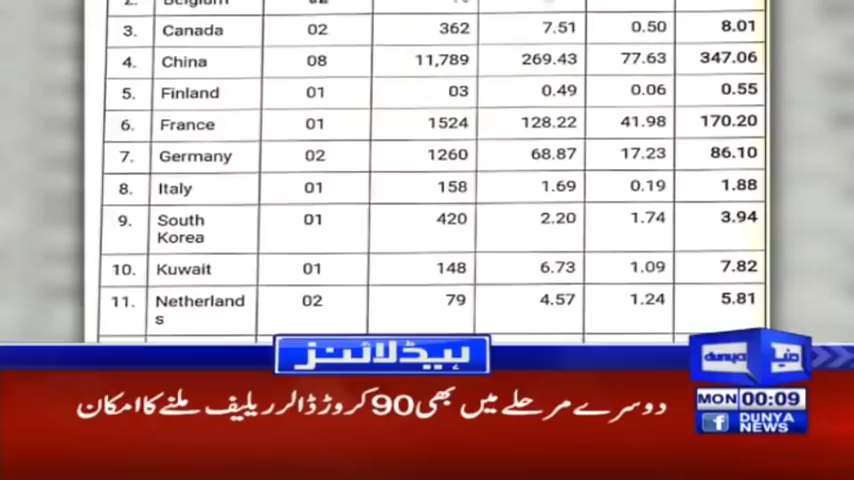 2. Belgium 02
3. Canada 02 362 7.51 0.50 8.01
4. China 08 11,789 269.43 77.63 347.06
5. Finland 01 03 0.49 0.06 0.55
6. France 01 1524 128.22 41.98 170.20
7. Germany 02 1260 68.87 17.23 86.10
8. Italy 01 158 1.69 0.19 1.88
9. South 01 420 2.20 1.74 3.94
Korea
10. Kuwait 01 148 6.73 1.09 7.82
11. Netherland 02 79 4.57 1.24 5.81
s
ہیڈلائنز
dunya دنیا
MON 00:09
دوسرے مرحلے میں بھی 90 کروڑ ڈالر ریلیف ملنے کا امکان
f DUNYA
NEWS